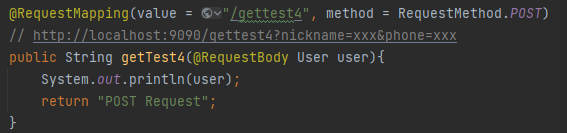 @RequestMapping(value = "/gettest4", method = RequestMethod.POST)
// http://localhost:9090/gettest4?nickname=xxx&phone=xxx
public String getTest4(@RequestBody User user){
System.out.println(user);
return "POST Request";
}